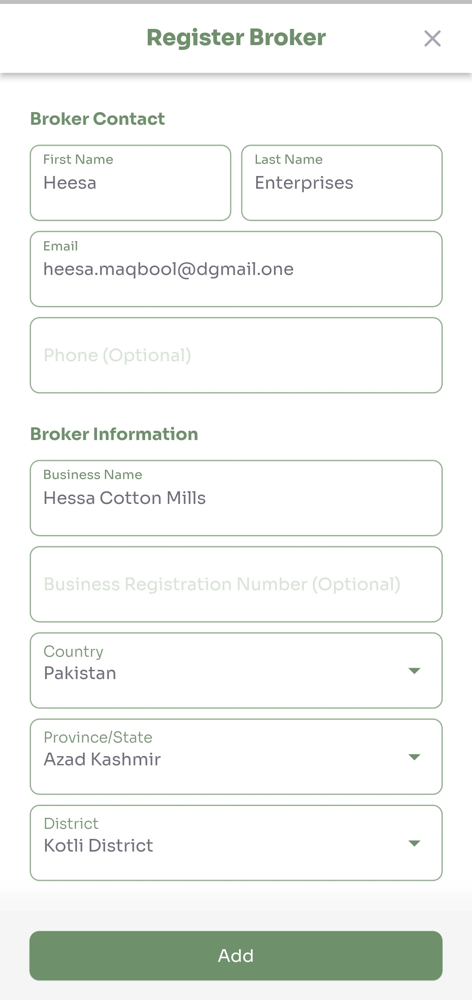 Register Broker
Broker Contact
First Name
Heesa
Last Name
Enterprises
Email
heesa.maqbool@dgmail.one
Phone (Optional)
Broker Information
Business Name
Hessa Cotton Mills
Business Registration Number (Optional)
Country
Pakistan
Province/State
Azad Kashmir
District
Kotli District
Add